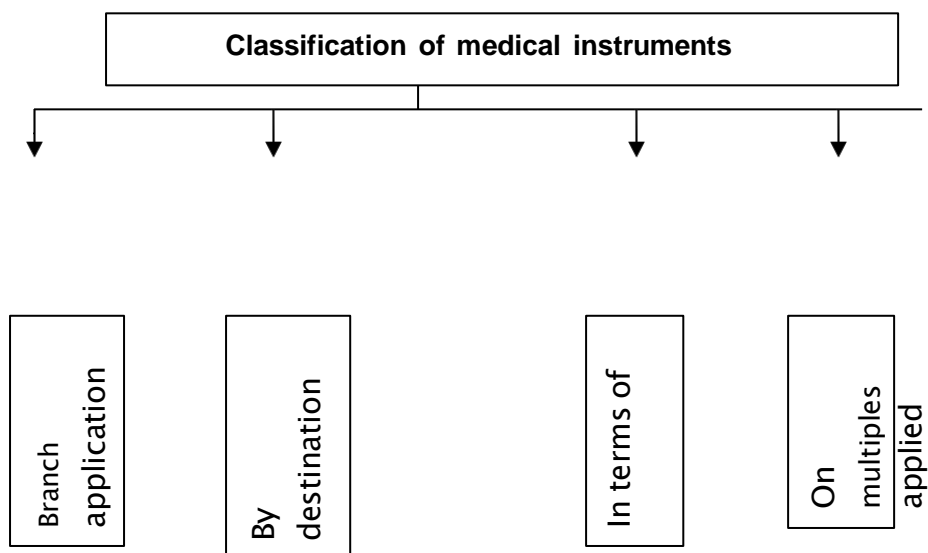 Classification of medical instruments
Branch
application
By
destination
In terms of
On
multiples
applied